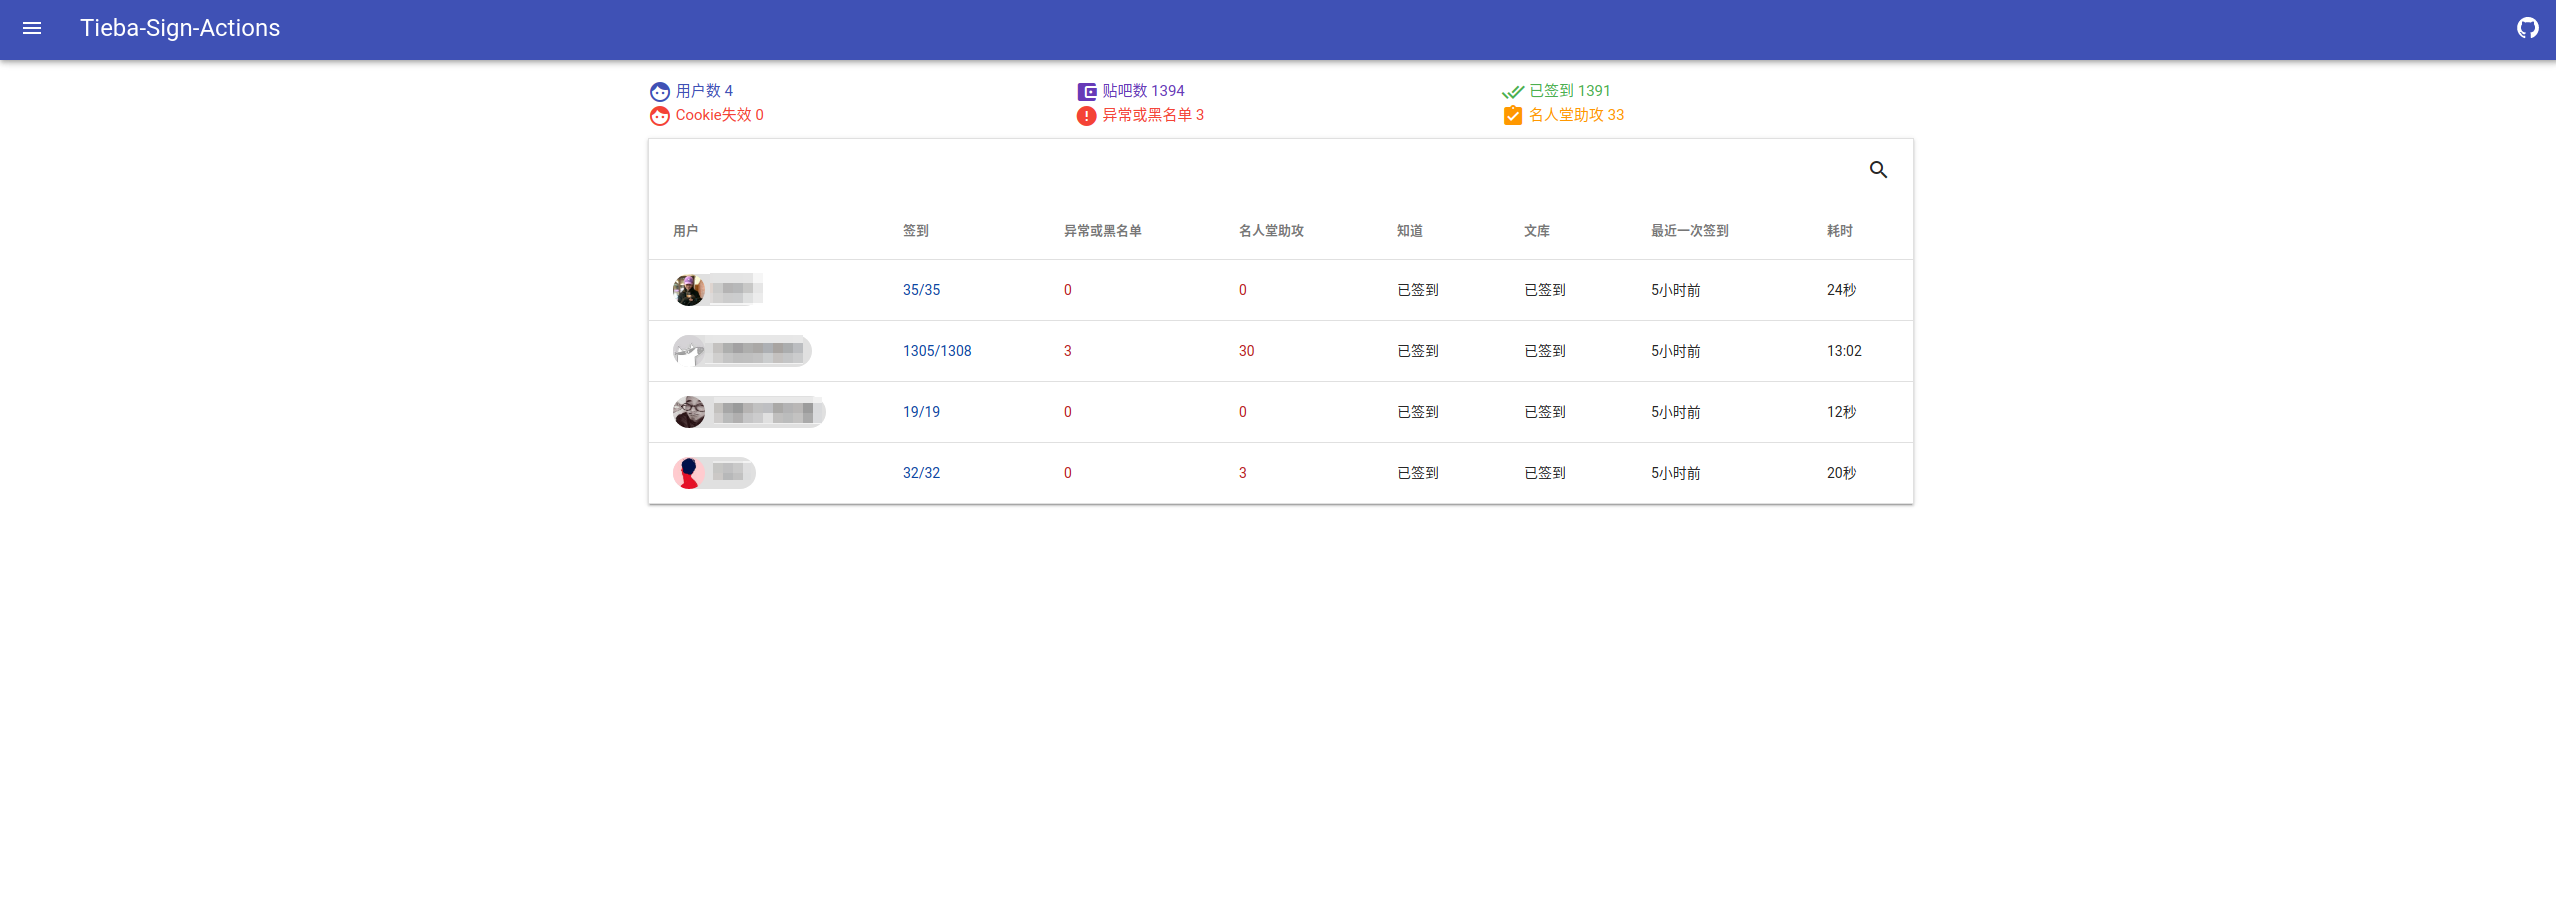 Tieba-Sign-Actions
用户数 4 贴吧数 1394 已签到 1391
Cookie失效 0 异常或黑名单 3 名人堂助攻 33
用户 签到 异常或黑名单 名人堂助攻 知道 文库 最近一次签到 耗时
35/35 0 0 已签到 已签到 5小时前 24秒
1305/1308 3 30 已签到 已签到 5小时前 13:02
19/19 0 0 已签到 已签到 5小时前 12秒
32/32 0 3 已签到 已签到 5小时前 20秒